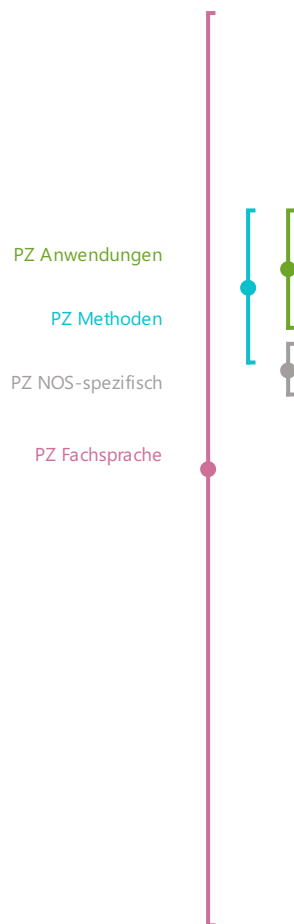 PZ Anwendungen
PZ Methoden
PZ NOS-spezifisch
PZ Fachsprache